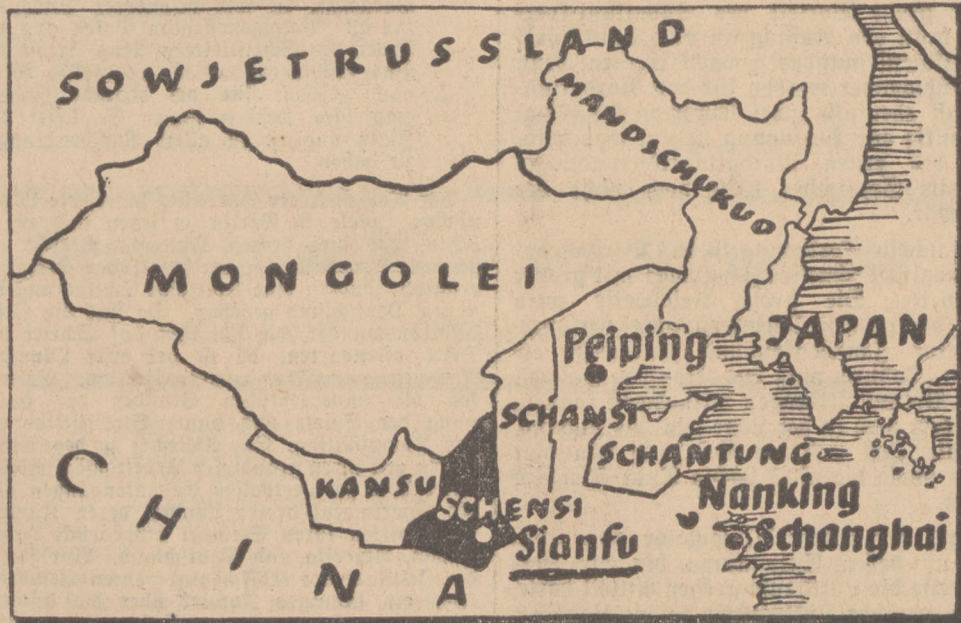 SOWJETRUSSLAND
MANDSCHUKUO
MONGOLEI
JAPAN
Peiping
SCHANSI
SCHANTUNG
KANSU
SCHENSI
Nanking
Sianfu
Schanghai
CHINA